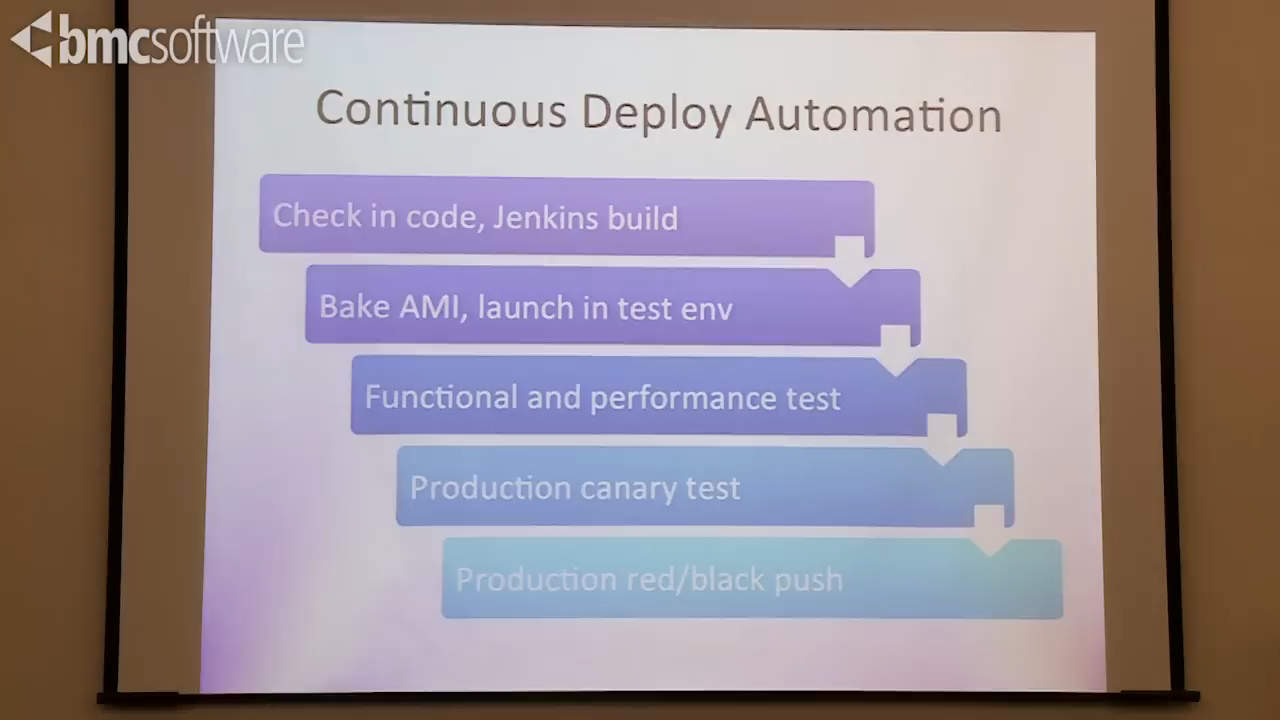 bmcsoftware
Continuous Deploy Automation
Check in code, Jenkins build
Bake AMI, launch in test env
Functional and performance test
Production canary test
Production red/black push